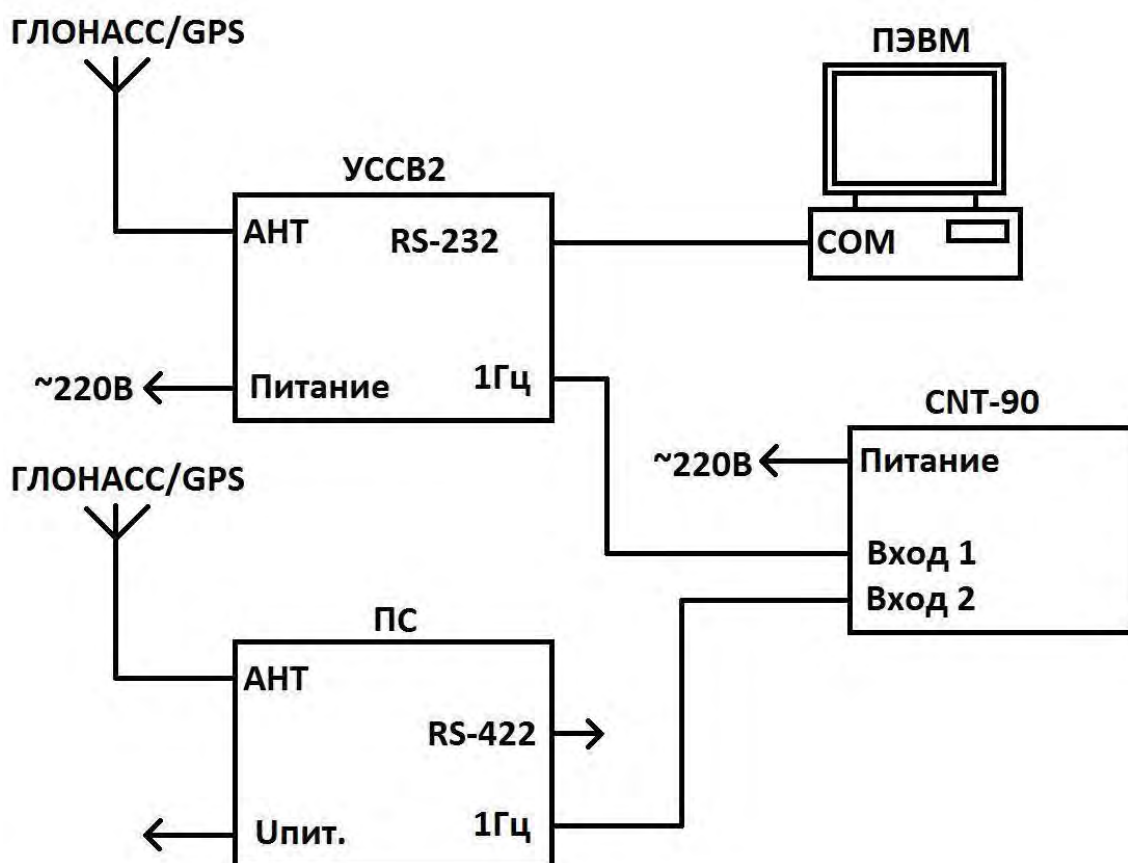 ГЛОНАСС/GPS
ПЭВМ
УССВ2
АНТ
RS-232
COM
~220В
Питание
1Гц
CNT-90
~220В
Питание
ГЛОНАСС/GPS
Вход 1
Вход 2
ПС
АНТ
RS-422
Uпит.
1Гц